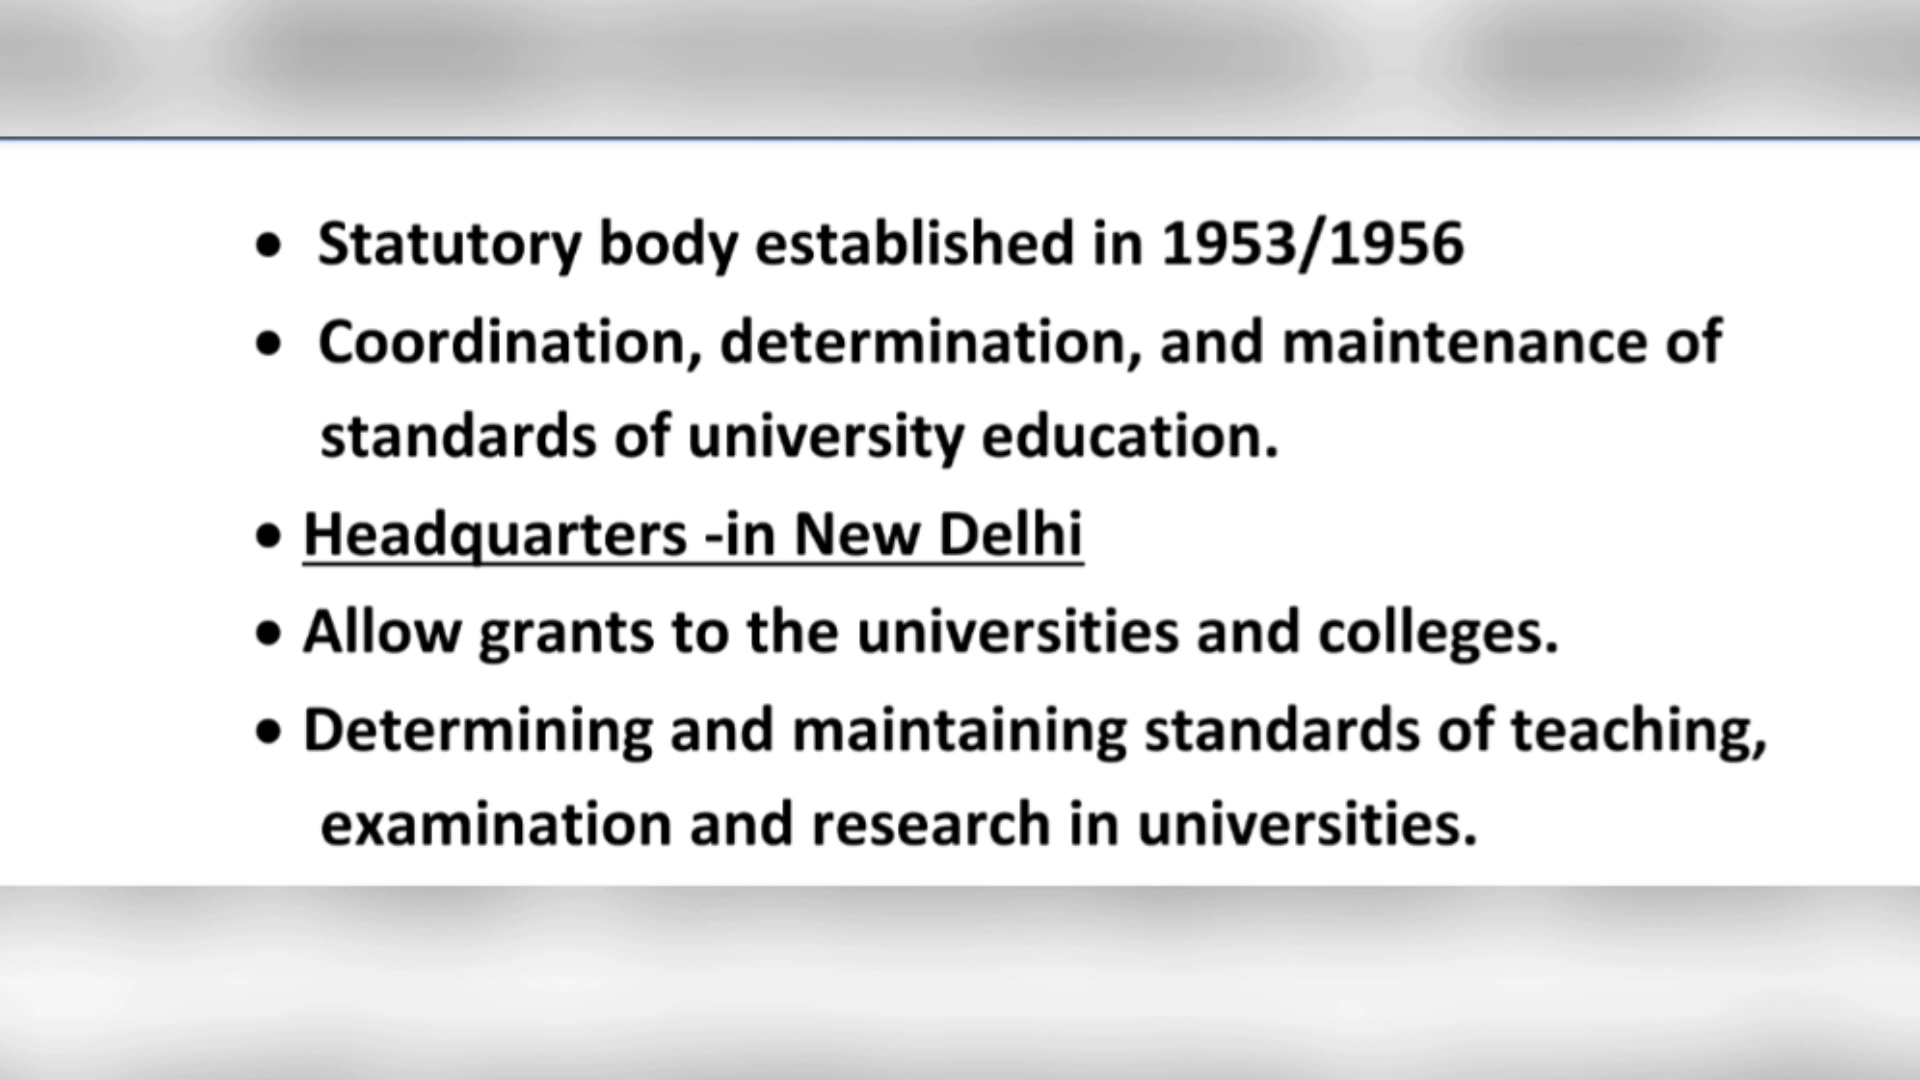 • Statutory body established in 1953/1956
• Coordination, determination, and maintenance of
standards of university education.
• Headquarters -in New Delhi
• Allow grants to the universities and colleges.
• Determining and maintaining standards of teaching,
examination and research in universities.